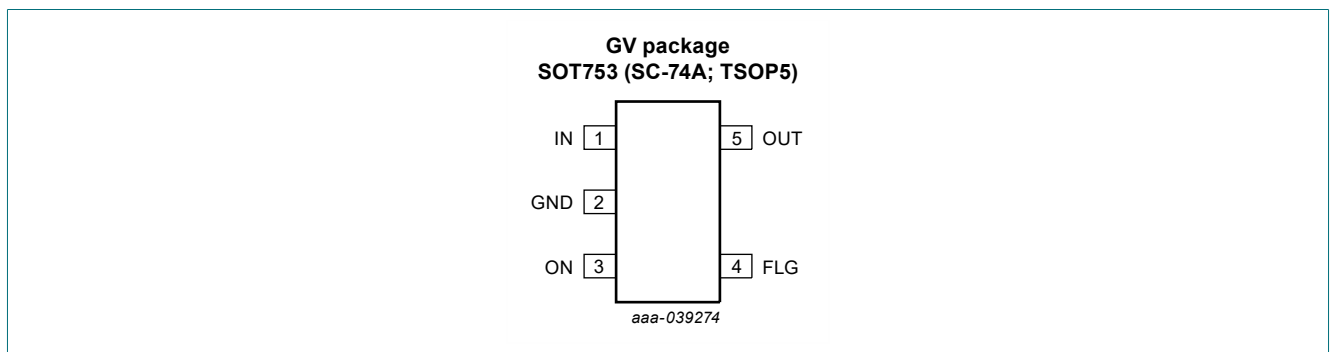 GV package
SOT753 (SC-74A; TSOP5)
IN 1
5 OUT
GND 2
ON 3
4 FLG
aaa-039274